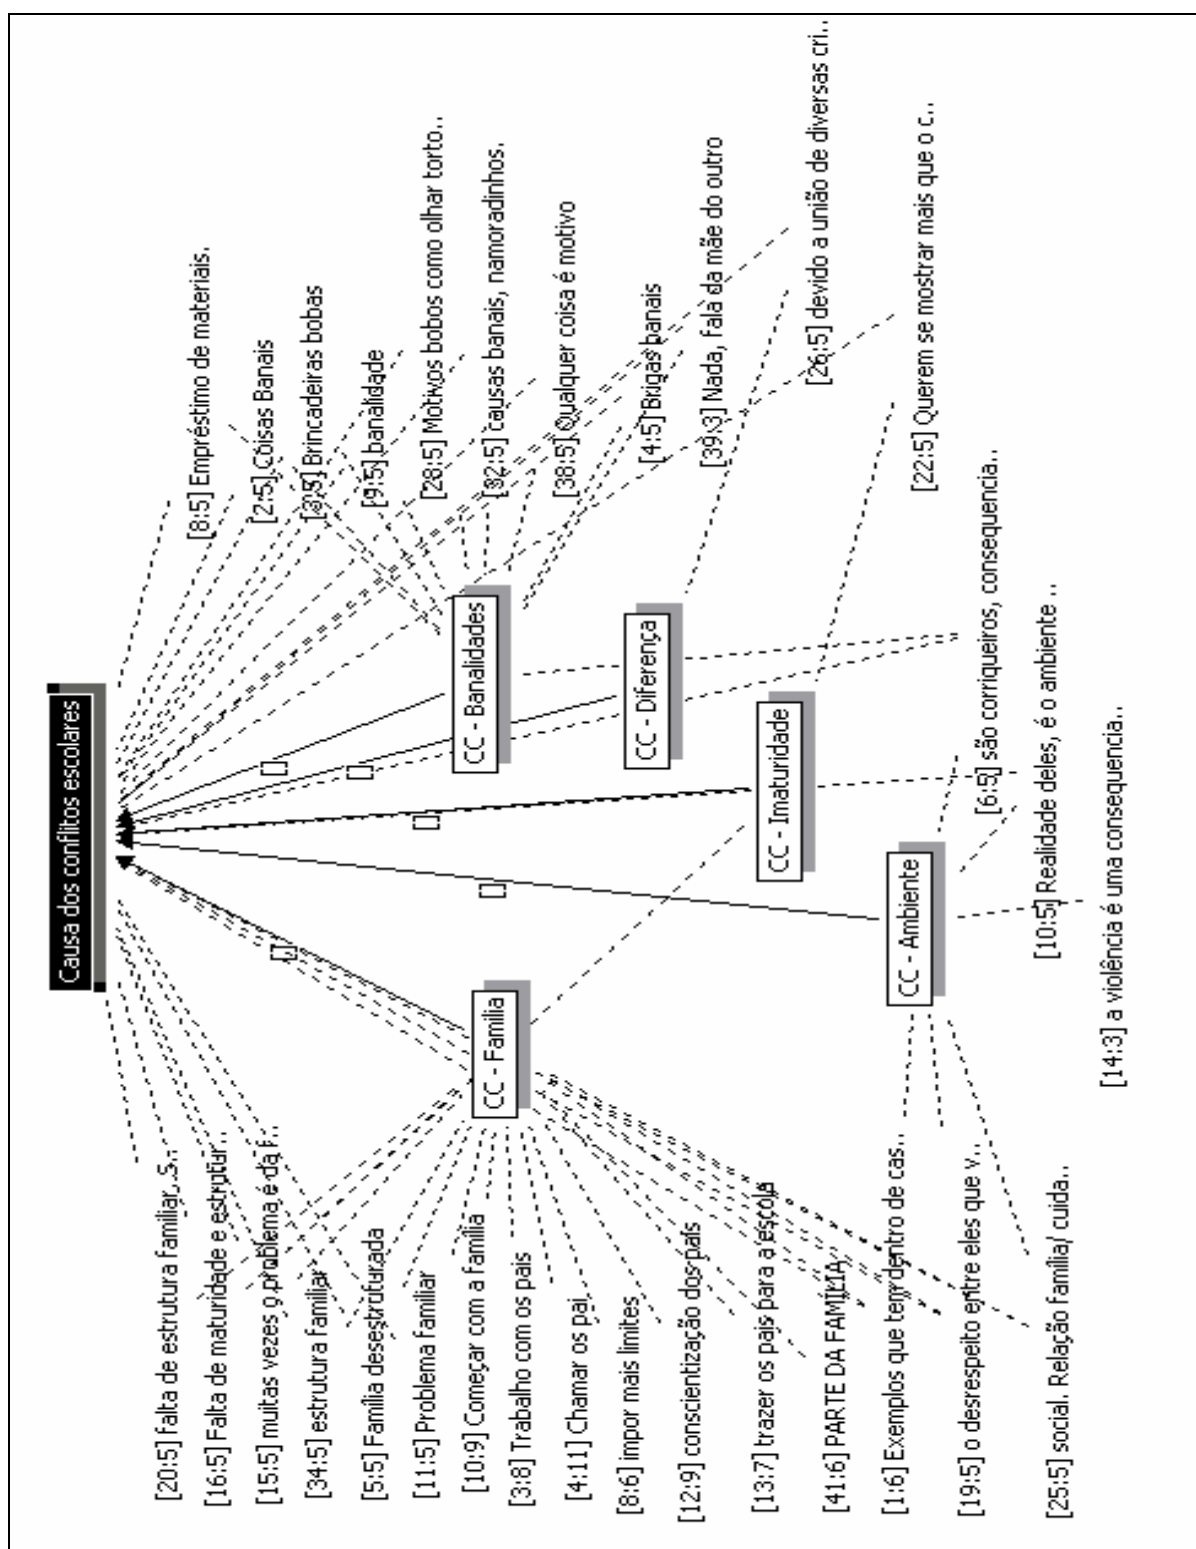 Causa dos conflitos escolares
[8:5] Empréstimo de materiais.
[2:5] Coisas Banais
[3:5] Brincadeiras bobas
[9:5] banalidade
[28:5] Motivos bobos como olhar torto..
[32:5] causas banais, namoradinhos.
[38:5] Qualquer coisa é motivo
[4:5] Brigas banais
[39:3] Nada, Fala da mãe do outro
[26:5] devido a união de diversas cri..
[22:5] Querem se mostrar mais que o c..
CC - Banalidades
CC - Diferença
CC - Imaturidade
CC - Ambiente
CC - Família
[6:5] são corriqueiros, consequencia..
[10:5] Realidade deles, é o ambiente ..
[14:3] a violência é uma consequencia..
[20:5] falta de estrutura familiar, s..
[16:5] Falta de maturidade e estrutur..
[15:5] muitas vezes o problema é da f..
[34:5] estrutura familiar
[5:5] Família desestruturada
[11:5] Problema familiar
[10:9] Começar com a família
[3:8] Trabalho com os pais
[4:11] Chamar os pai,
[8:6] impor mais limites
[12:9] conscientização dos pais
[13:7] trazer os pais para a escola
[41:6] PARTE DA FAMILIA
[1:6] Exemplos que tem dentro de cas..
[19:5] o desrespeito entre eles que v..
[25:5] social. Relação família/ cuida..